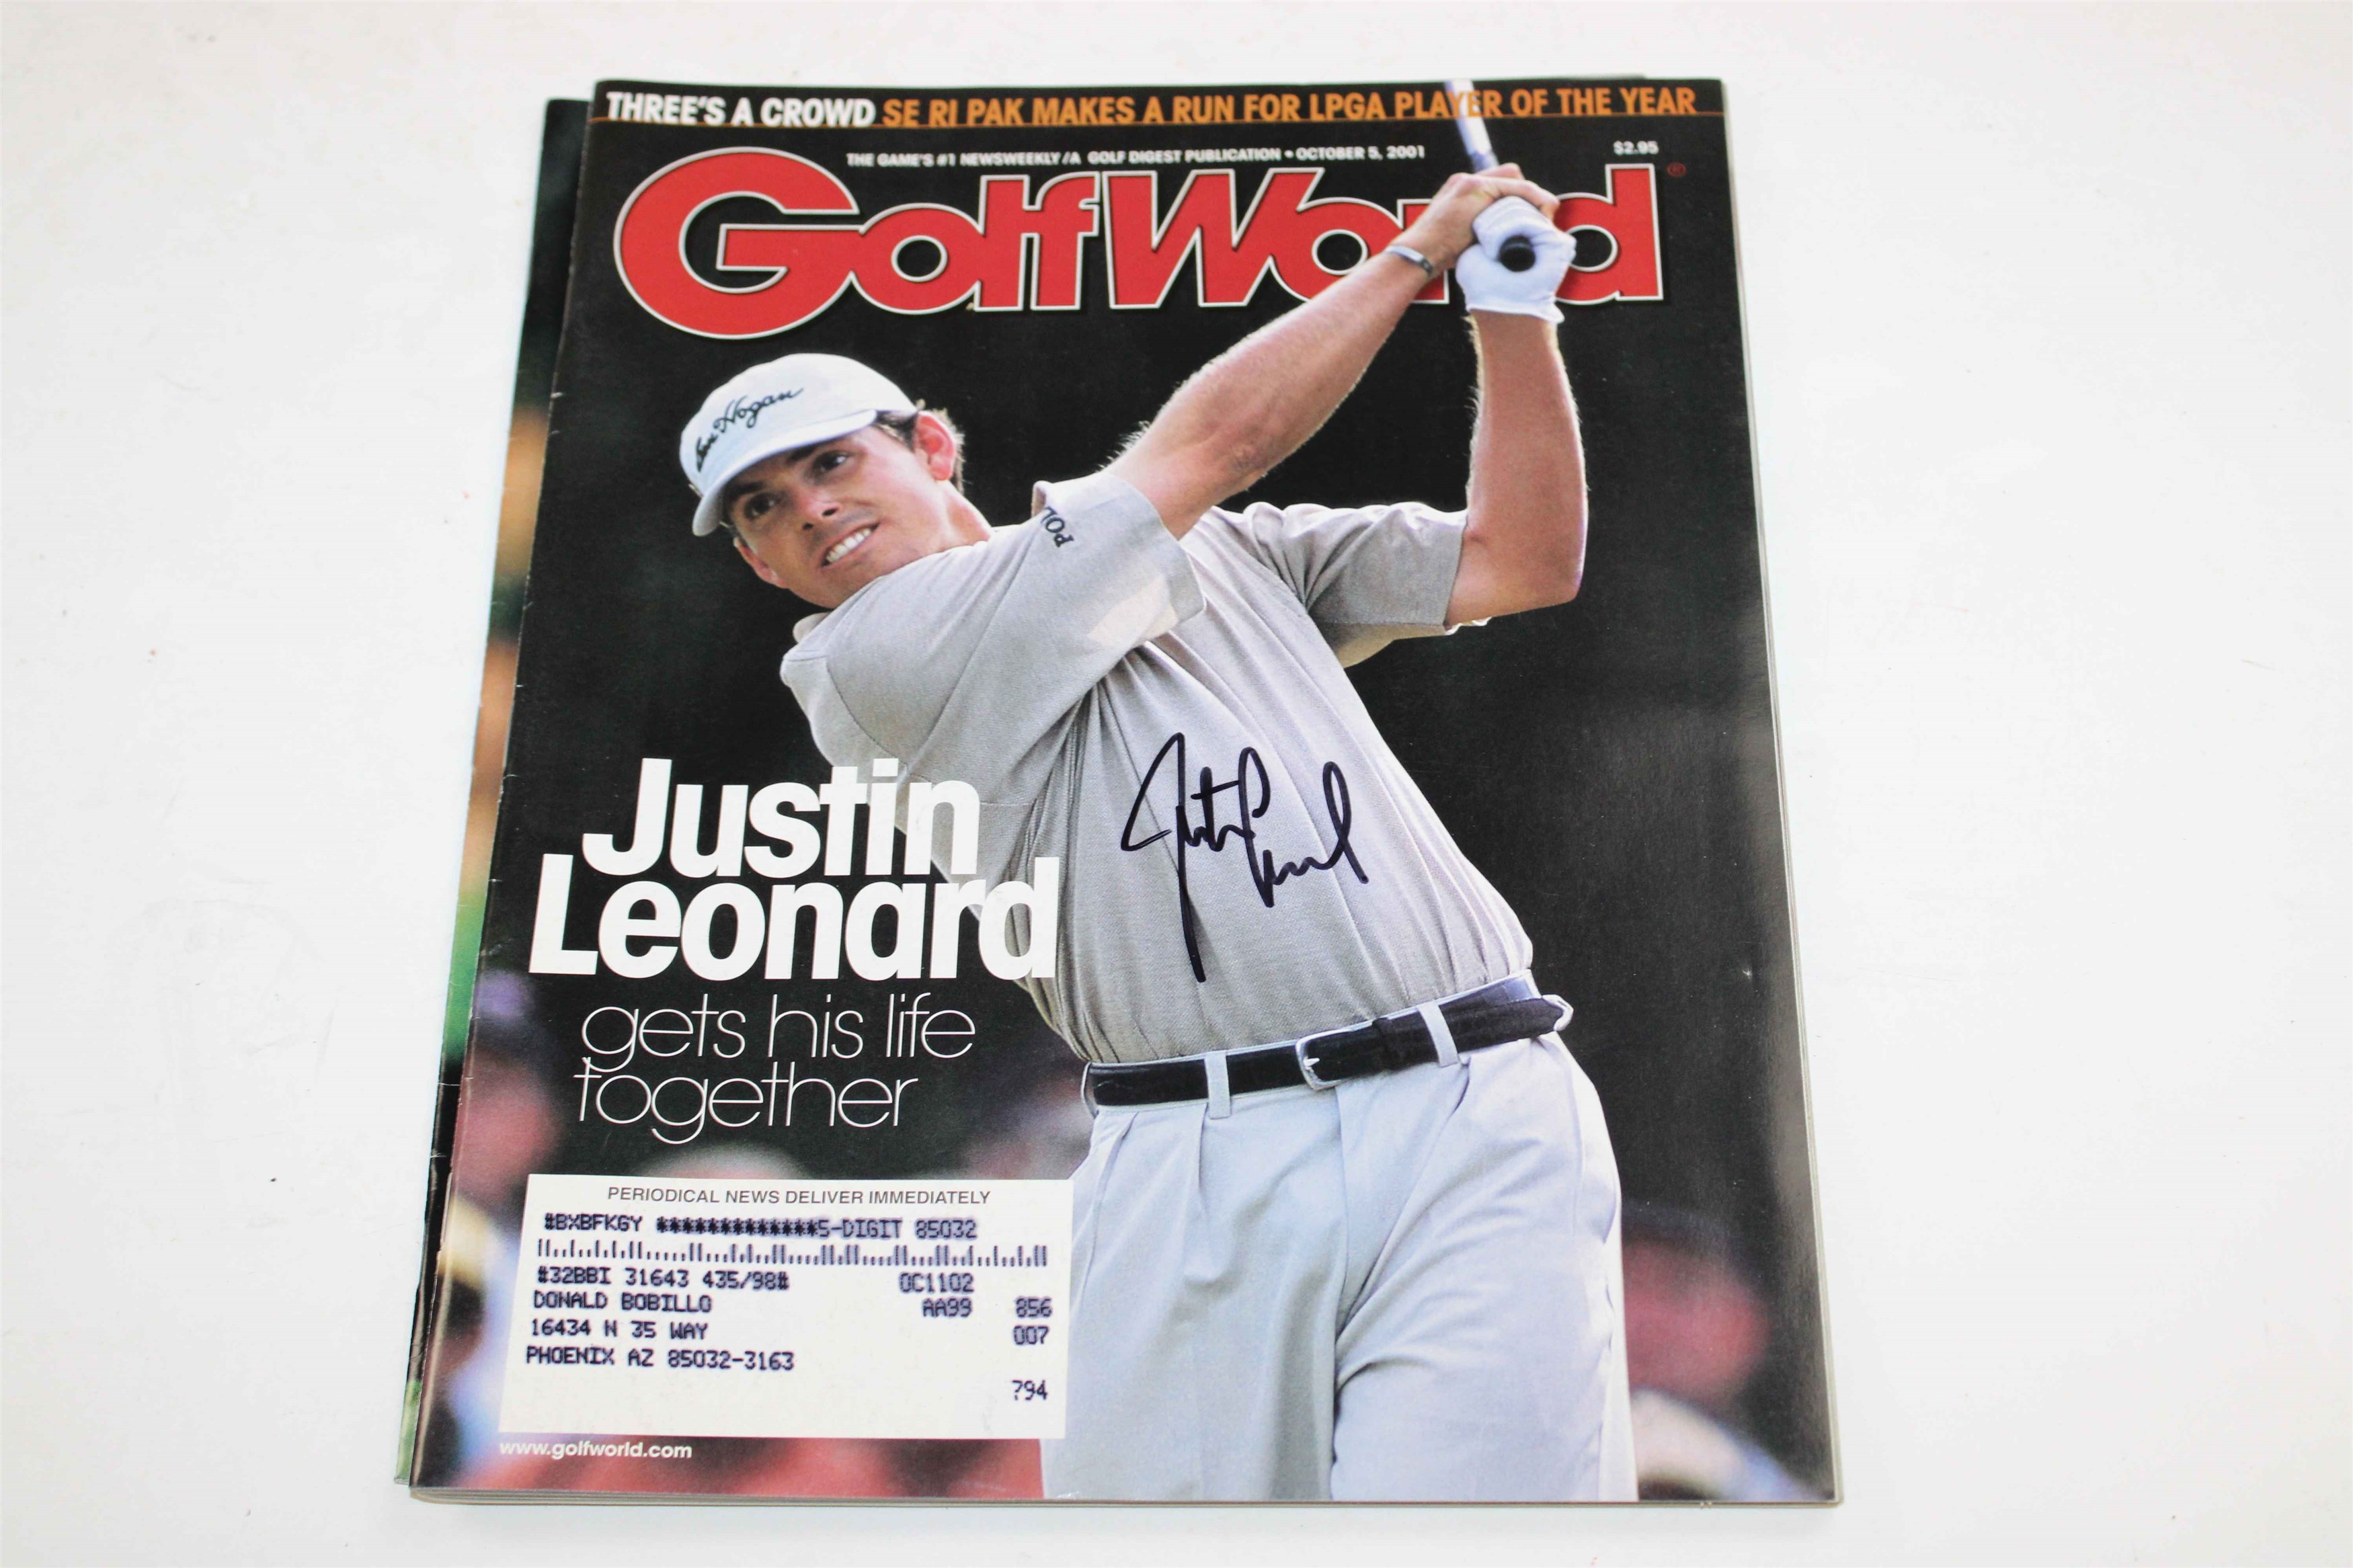 THREE'S A CROWD SE RI PAK MAKES A RUN FOR LPGA PLAYER OF THE YEAR
THE GAME'S #1 NEWSWEEKLY/A GOLF DIGEST PUBLICATION • OCTOBER 5, 2001
$2.95
GolfWorld®
Ben Hogan
POLO
Justin
Leonard
gets his life
together
PERIODICAL NEWS DELIVER IMMEDIATELY
#BXBFKGY *************5-DIGIT 85032
#32BBI 31643 435/98# OC1102
DONALD BOBILLO AA99 856
16434 N 35 WAY 007
PHOENIX AZ 85032-3163
?94
www.golfworld.com